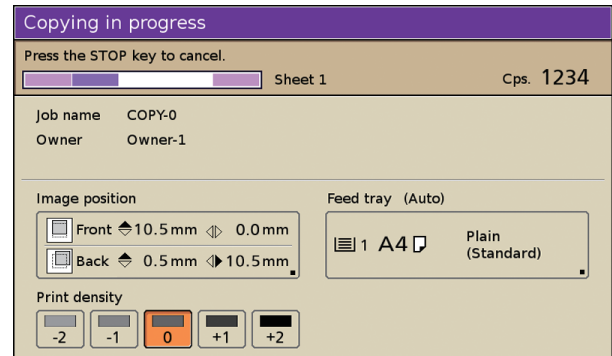 Copying in progress
Press the STOP key to cancel.
Sheet 1 Cps. 1234
Job name COPY-0
Owner Owner-1
Image position Feed tray (Auto)
Front 10.5 mm 0.0 mm
Back 0.5 mm 10.5 mm
1 A4 Plain
(Standard)
Print density
-2 -1 0 +1 +2